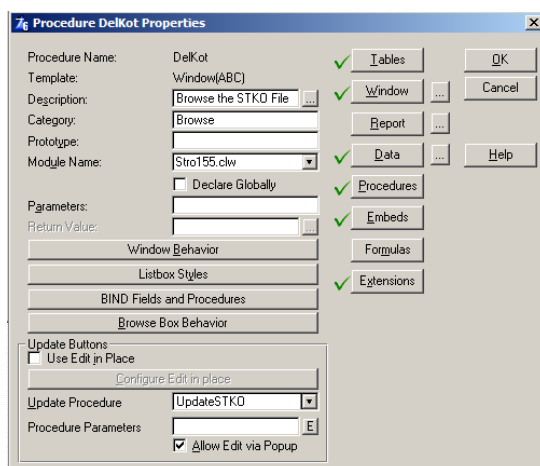 Procedure DelKot Properties
Procedure Name: DelKot
Template: Window(ABC)
Description: Browse the STKO File ...
Category: Browse
Prototype:
Module Name: Stro155.clw
Declare Globally
Parameters:
Return Value: ...
Window Behavior
Listbox Styles
BIND Fields and Procedures
Browse Box Behavior
Update Buttons
Use Edit in Place
Configure Edit in place
Update Procedure UpdateSTKO
Procedure Parameters E
Allow Edit via Popup
Tables
Window ...
Report ...
Data ...
Procedures
Embeds
Formulas
Extensions
OK
Cancel
Help